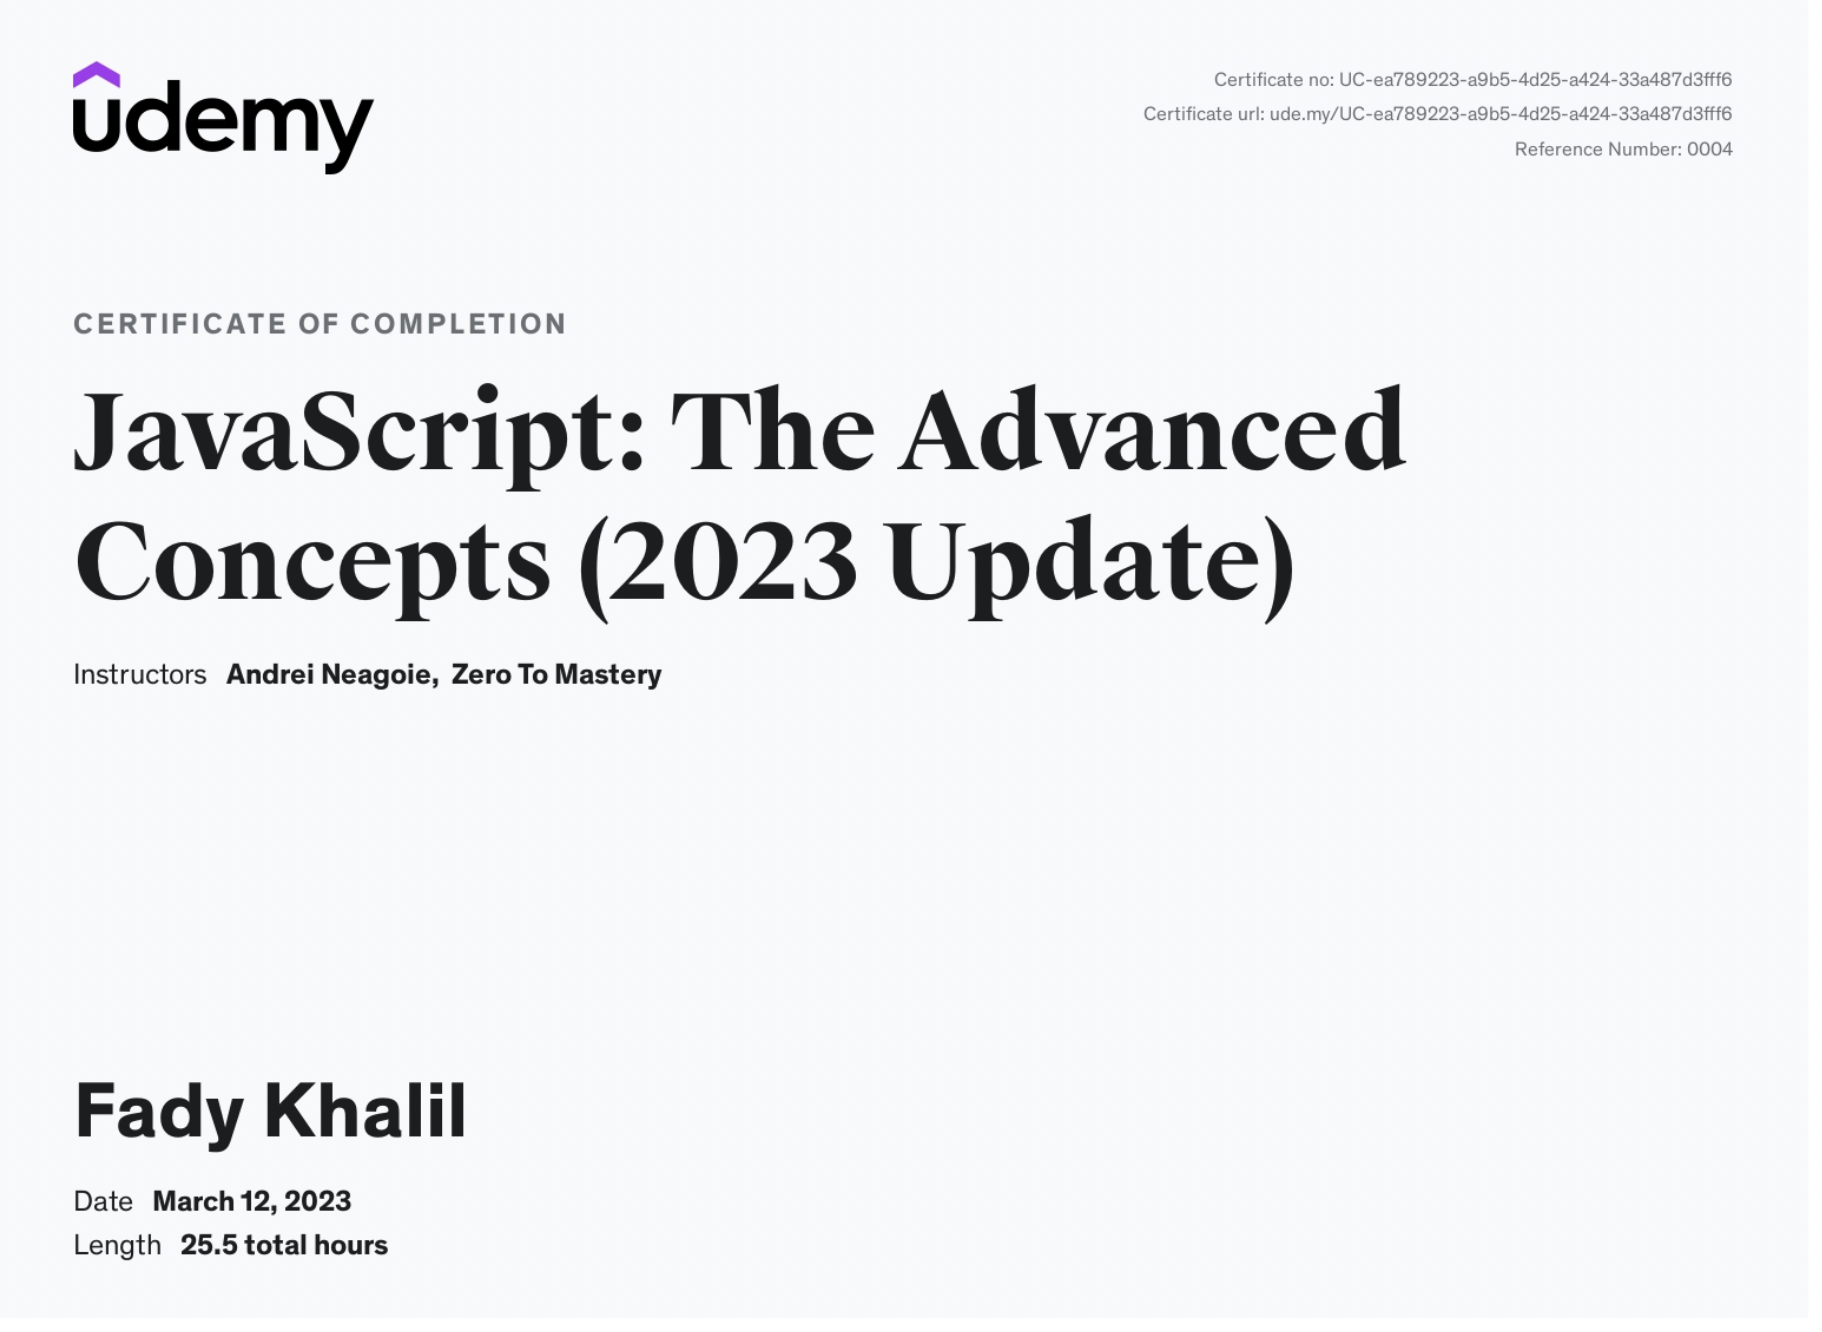 udemy
Certificate no: UC-ea789223-a9b5-4d25-a424-33a487d3fff6
Certificate url: ude.my/UC-ea789223-a9b5-4d25-a424-33a487d3fff6
Reference Number: 0004
CERTIFICATE OF COMPLETION
JavaScript: The Advanced
Concepts (2023 Update)
Instructors Andrei Neagoie, Zero To Mastery
Fady Khalil
Date March 12, 2023
Length 25.5 total hours